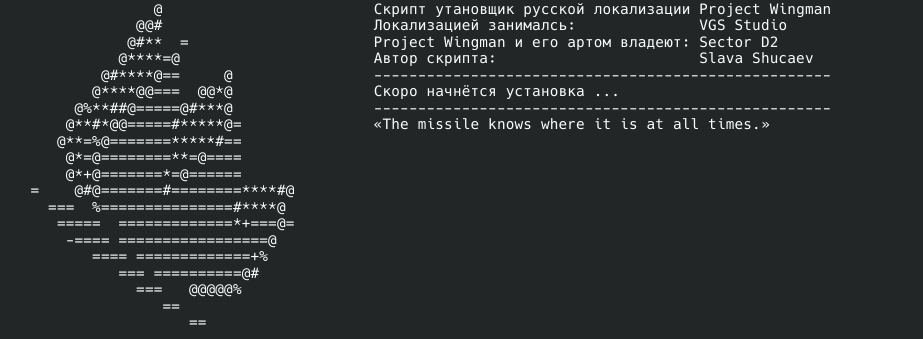 Скрипт утановщик русской локализации Project Wingman
Локализацией занималсь: VGS Studio
Project Wingman и его артом владеют: Sector D2
Автор скрипта: Slava Shucaev
Скоро начнётся установка ...
«The missile knows where it is at all times.»